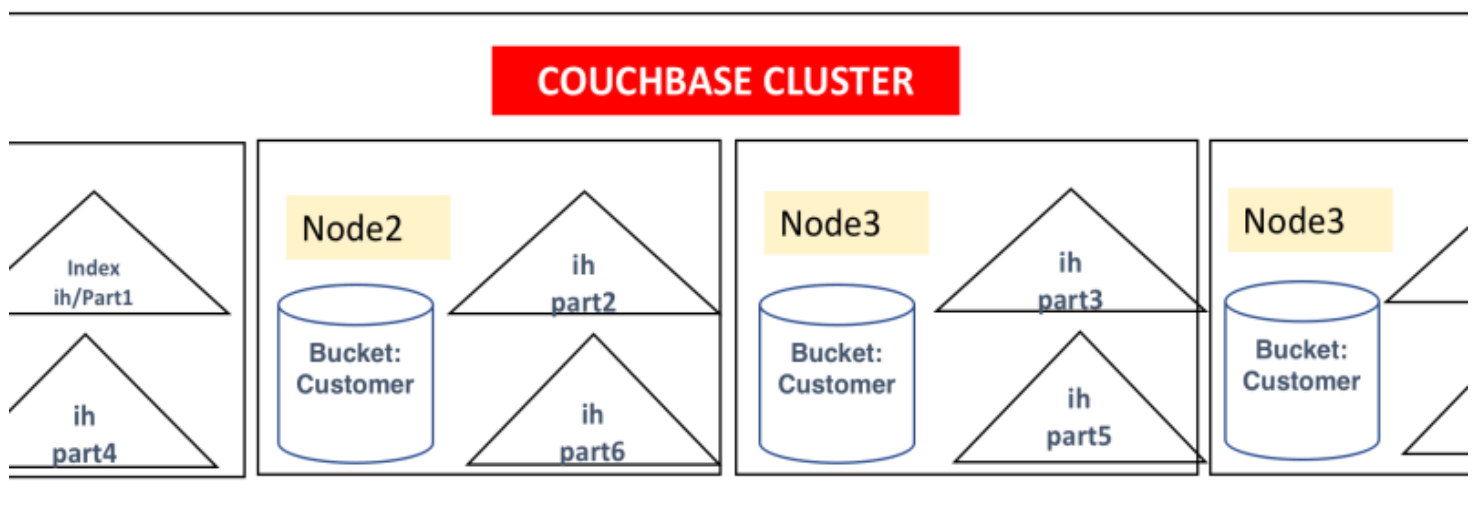 COUCHBASE CLUSTER
Index
ih/Part1
ih
part4
Node2
Bucket:
Customer
ih
part2
ih
part6
Node3
Bucket:
Customer
ih
part3
ih
part5
Node3
Bucket:
Customer